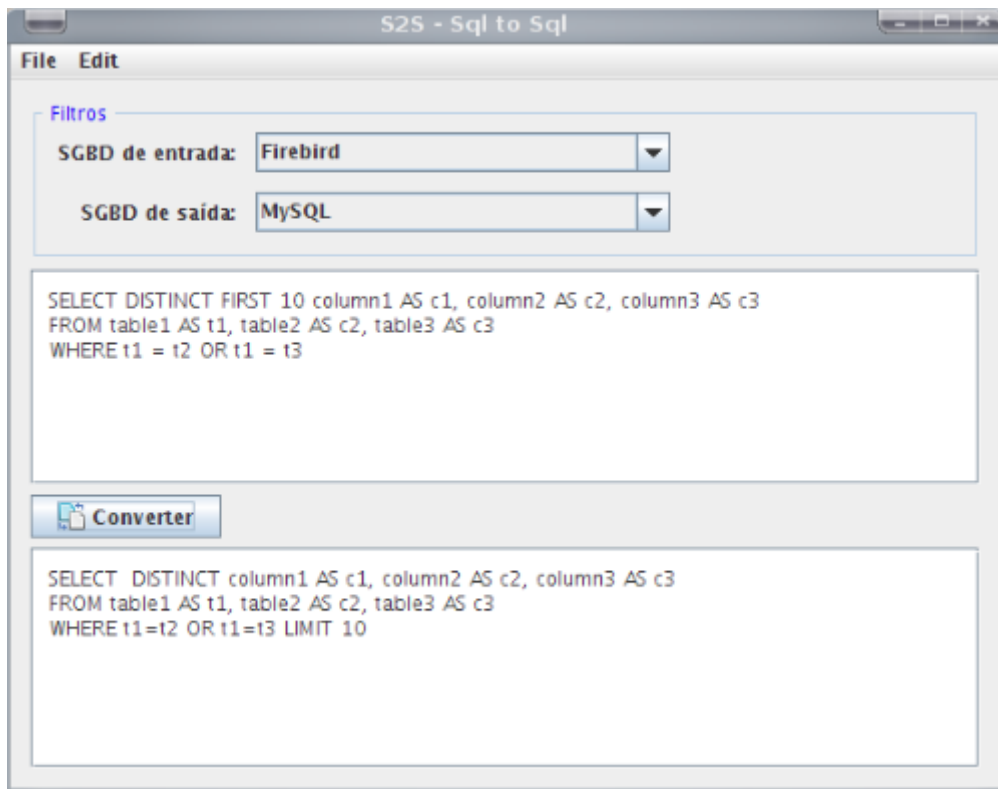 S2S - Sql to Sql
File Edit
Filtros
SGBD de entrada: Firebird
SGBD de saída: MySQL
SELECT DISTINCT FIRST 10 column1 AS c1, column2 AS c2, column3 AS c3
FROM table1 AS t1, table2 AS c2, table3 AS c3
WHERE t1 = t2 OR t1 = t3
Converter
SELECT  DISTINCT column1 AS c1, column2 AS c2, column3 AS c3
FROM table1 AS t1, table2 AS c2, table3 AS c3
WHERE t1=t2 OR t1=t3 LIMIT 10